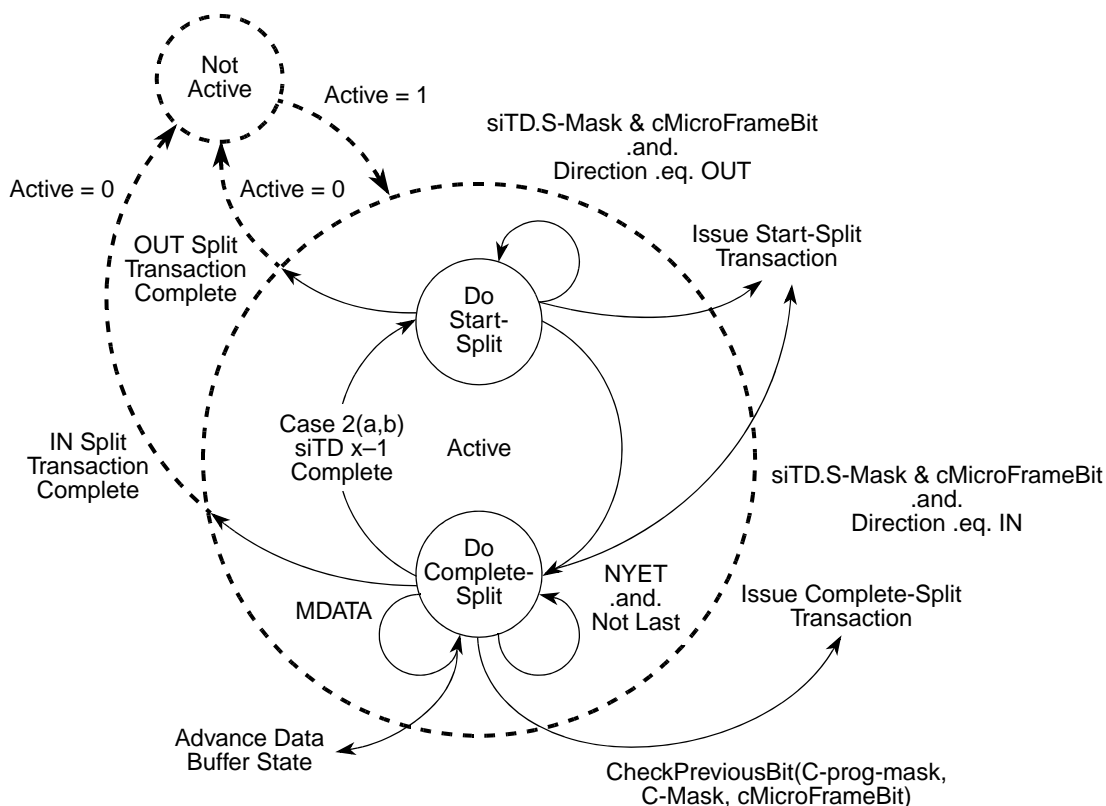 Not
Active
Active = 1
siTD.S-Mask & cMicroFrameBit
.and.
Direction .eq. OUT
Active = 0
Active = 0
OUT Split
Transaction
Complete
Issue Start-Split
Transaction
Do
Start-
Split
Case 2(a,b)
siTD x–1
Complete
Active
IN Split
Transaction
Complete
siTD.S-Mask & cMicroFrameBit
.and.
Direction .eq. IN
Do
Complete-
Split
MDATA
NYET
.and.
Not Last
Issue Complete-Split
Transaction
Advance Data
Buffer State
CheckPreviousBit(C-prog-mask,
C-Mask, cMicroFrameBit)